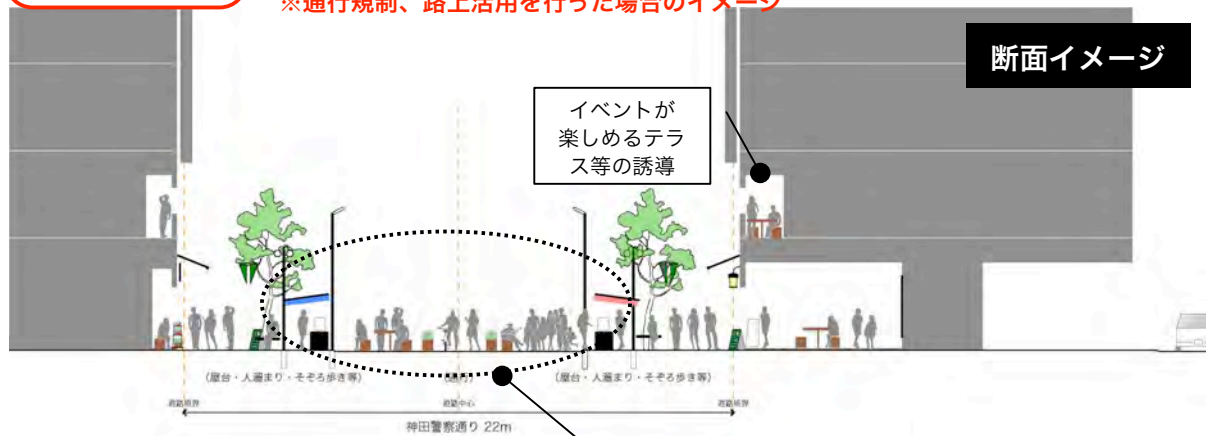 ※通行規制、路上活用を行った場合のイメージ
断面イメージ
イベントが
楽しめるテラ
ス等の誘導
(屋台・人溜まり・そぞろ歩き等)
(屋台・人溜まり・そぞろ歩き等)
道路境界
道路中心
道路境界
神田警察通り 22m